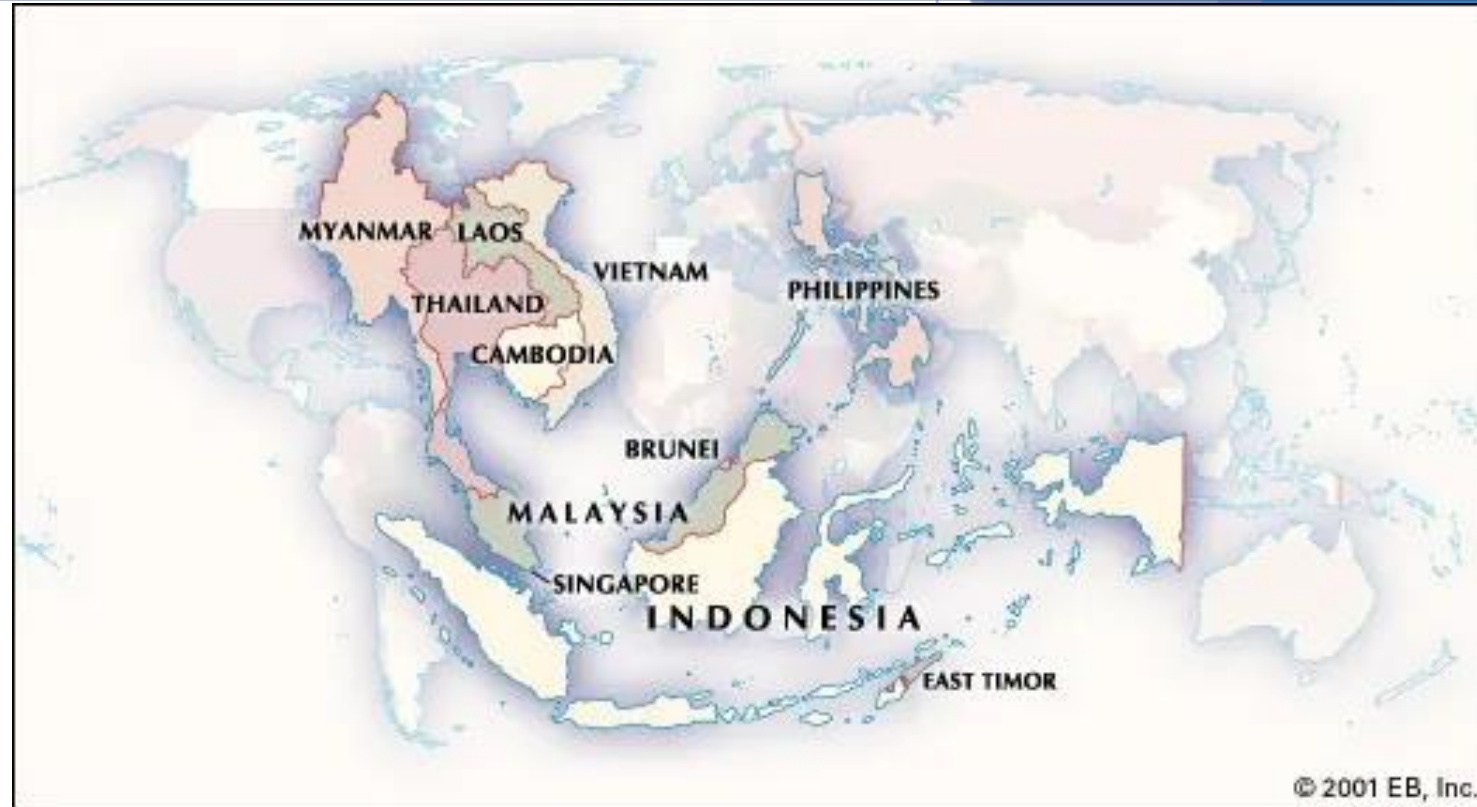 MYANMAR
LAOS
VIETNAM
PHILIPPINES
THAILAND
CAMBODIA
BRUNEI
MALAYSIA
SINGAPORE
INDONESIA
EAST TIMOR
© 2001 EB, Inc.